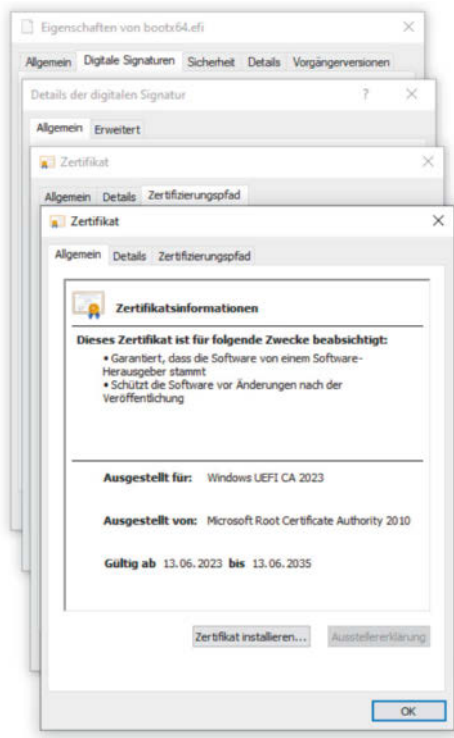 Eigenschaften von bootx64.efi
Allgemein Digitale Signaturen Sicherheit Details Vorgängerversionen
Details der digitalen Signatur ?
Allgemein Erweitert
Zertifikat
Allgemein Details Zertifizierungspfad
Zertifikat
Allgemein Details Zertifizierungspfad
Zertifikatsinformationen
Dieses Zertifikat ist für folgende Zwecke beabsichtigt:
• Garantiert, dass die Software von einem Software-
Herausgeber stammt
• Schützt die Software vor Änderungen nach der
Veröffentlichung
Ausgestellt für: Windows UEFI CA 2023
Ausgestellt von: Microsoft Root Certificate Authority 2010
Gültig ab 13.06.2023 bis 13.06.2035
Zertifikat installieren... Ausstellererklärung
OK